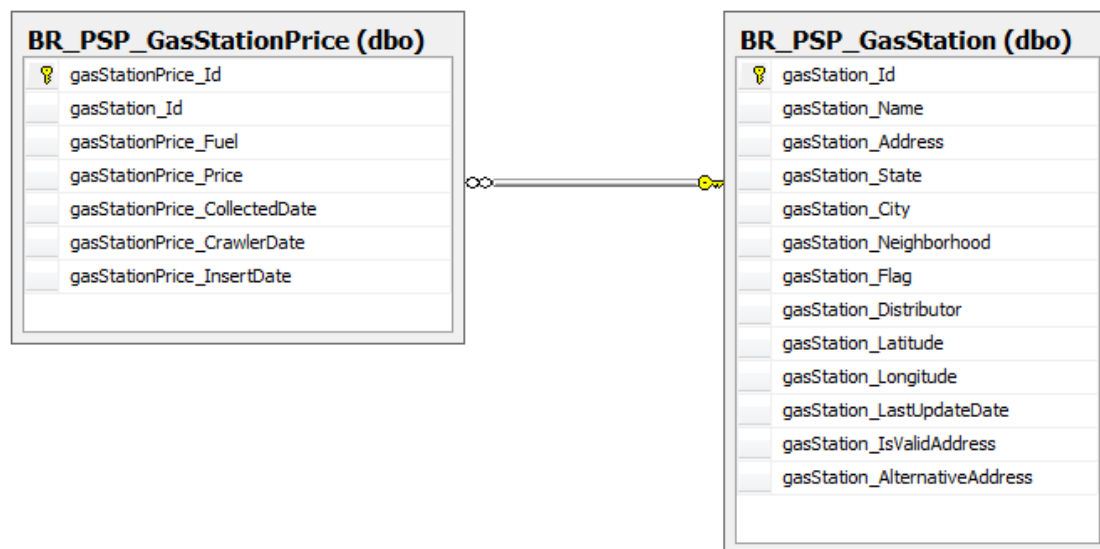 BR_PSP_GasStationPrice (dbo)
gasStationPrice_Id
gasStation_Id
gasStationPrice_Fuel
gasStationPrice_Price
gasStationPrice_CollectedDate
gasStationPrice_CrawlerDate
gasStationPrice_InsertDate
BR_PSP_GasStation (dbo)
gasStation_Id
gasStation_Name
gasStation_Address
gasStation_State
gasStation_City
gasStation_Neighborhood
gasStation_Flag
gasStation_Distributor
gasStation_Latitude
gasStation_Longitude
gasStation_LastUpdateDate
gasStation_IsValidAddress
gasStation_AlternativeAddress